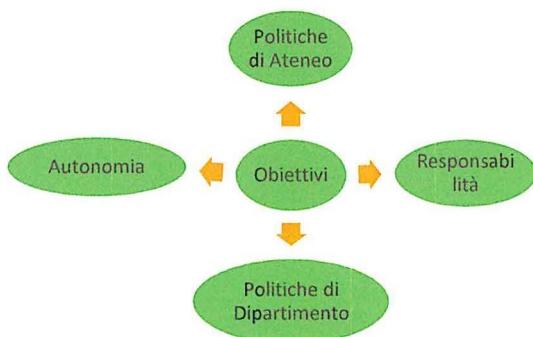 Politiche
di Ateneo
Autonomia
Obiettivi
Responsabi
lità
Politiche di
Dipartimento